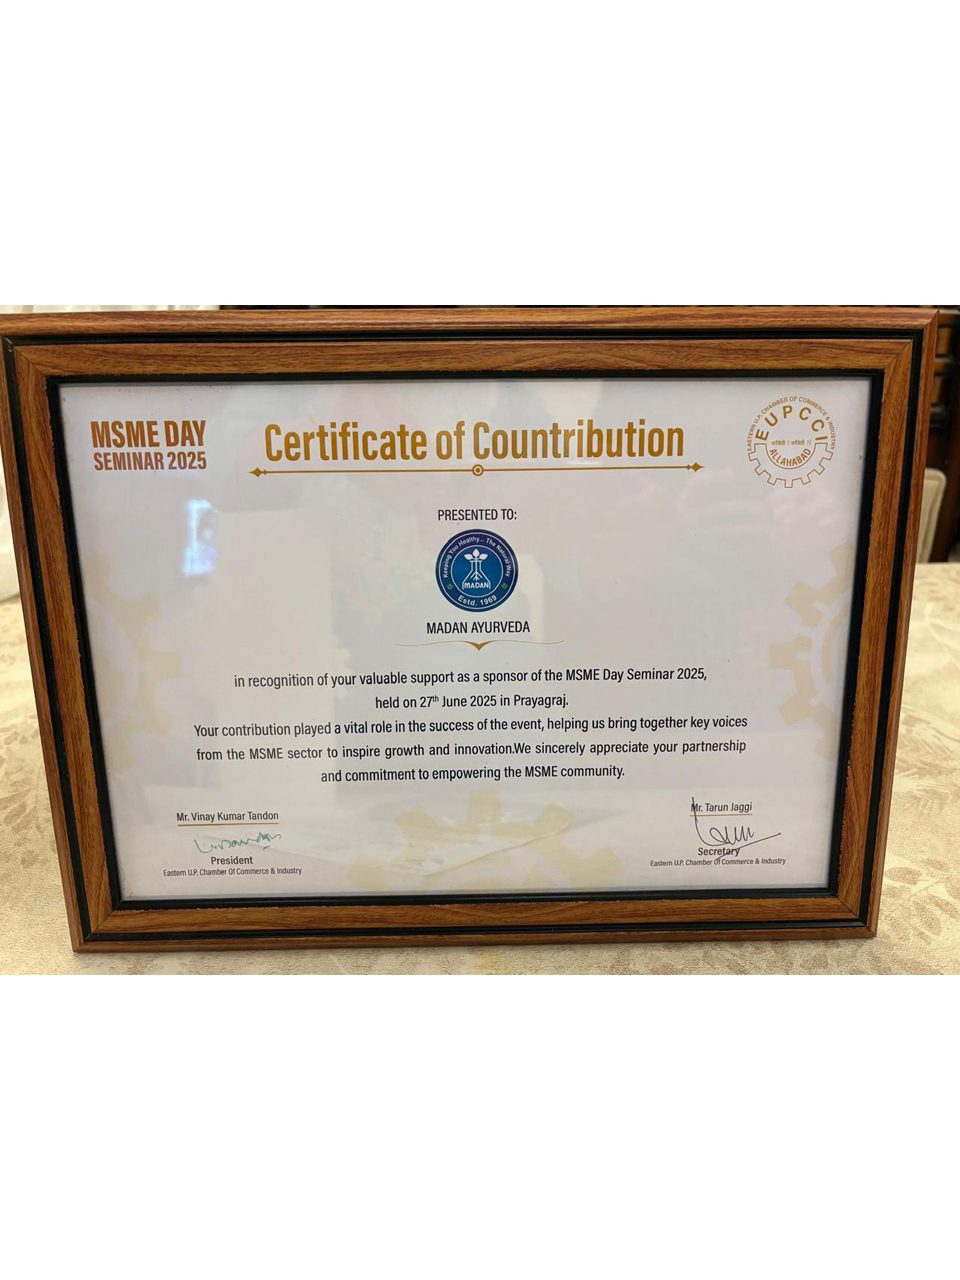 MSME DAY
SEMINAR 2025
Certificate of Countribution
EASTERN U.P. CHAMBER OF COMMERCE & INDUSTRY
EUPCCI
ALLAHABAD
PRESENTED TO:
Keeping You Healthy... The Natural Way
MADAN
Estd. 1969
MADAN AYURVEDA
in recognition of your valuable support as a sponsor of the MSME Day Seminar 2025,
held on 27th June 2025 in Prayagraj.
Your contribution played a vital role in the success of the event, helping us bring together key voices
from the MSME sector to inspire growth and innovation.We sincerely appreciate your partnership
and commitment to empowering the MSME community.
Mr. Vinay Kumar Tandon
President
Eastern U.P. Chamber Of Commerce & Industry
Mr. Tarun Jaggi
Secretary
Eastern U.P. Chamber Of Commerce & Industry